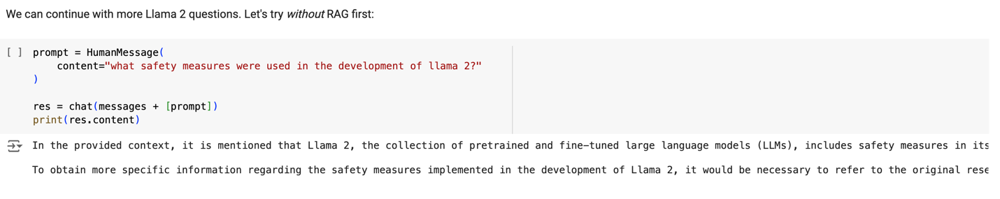 We can continue with more Llama 2 questions. Let's try without RAG first:
[ ] prompt = HumanMessage(
content="what safety measures were used in the development of llama 2?"
)
res = chat(messages + [prompt])
print(res.content)
In the provided context, it is mentioned that Llama 2, the collection of pretrained and fine-tuned large language models (LLMs), includes safety measures in its
To obtain more specific information regarding the safety measures implemented in the development of Llama 2, it would be necessary to refer to the original rese